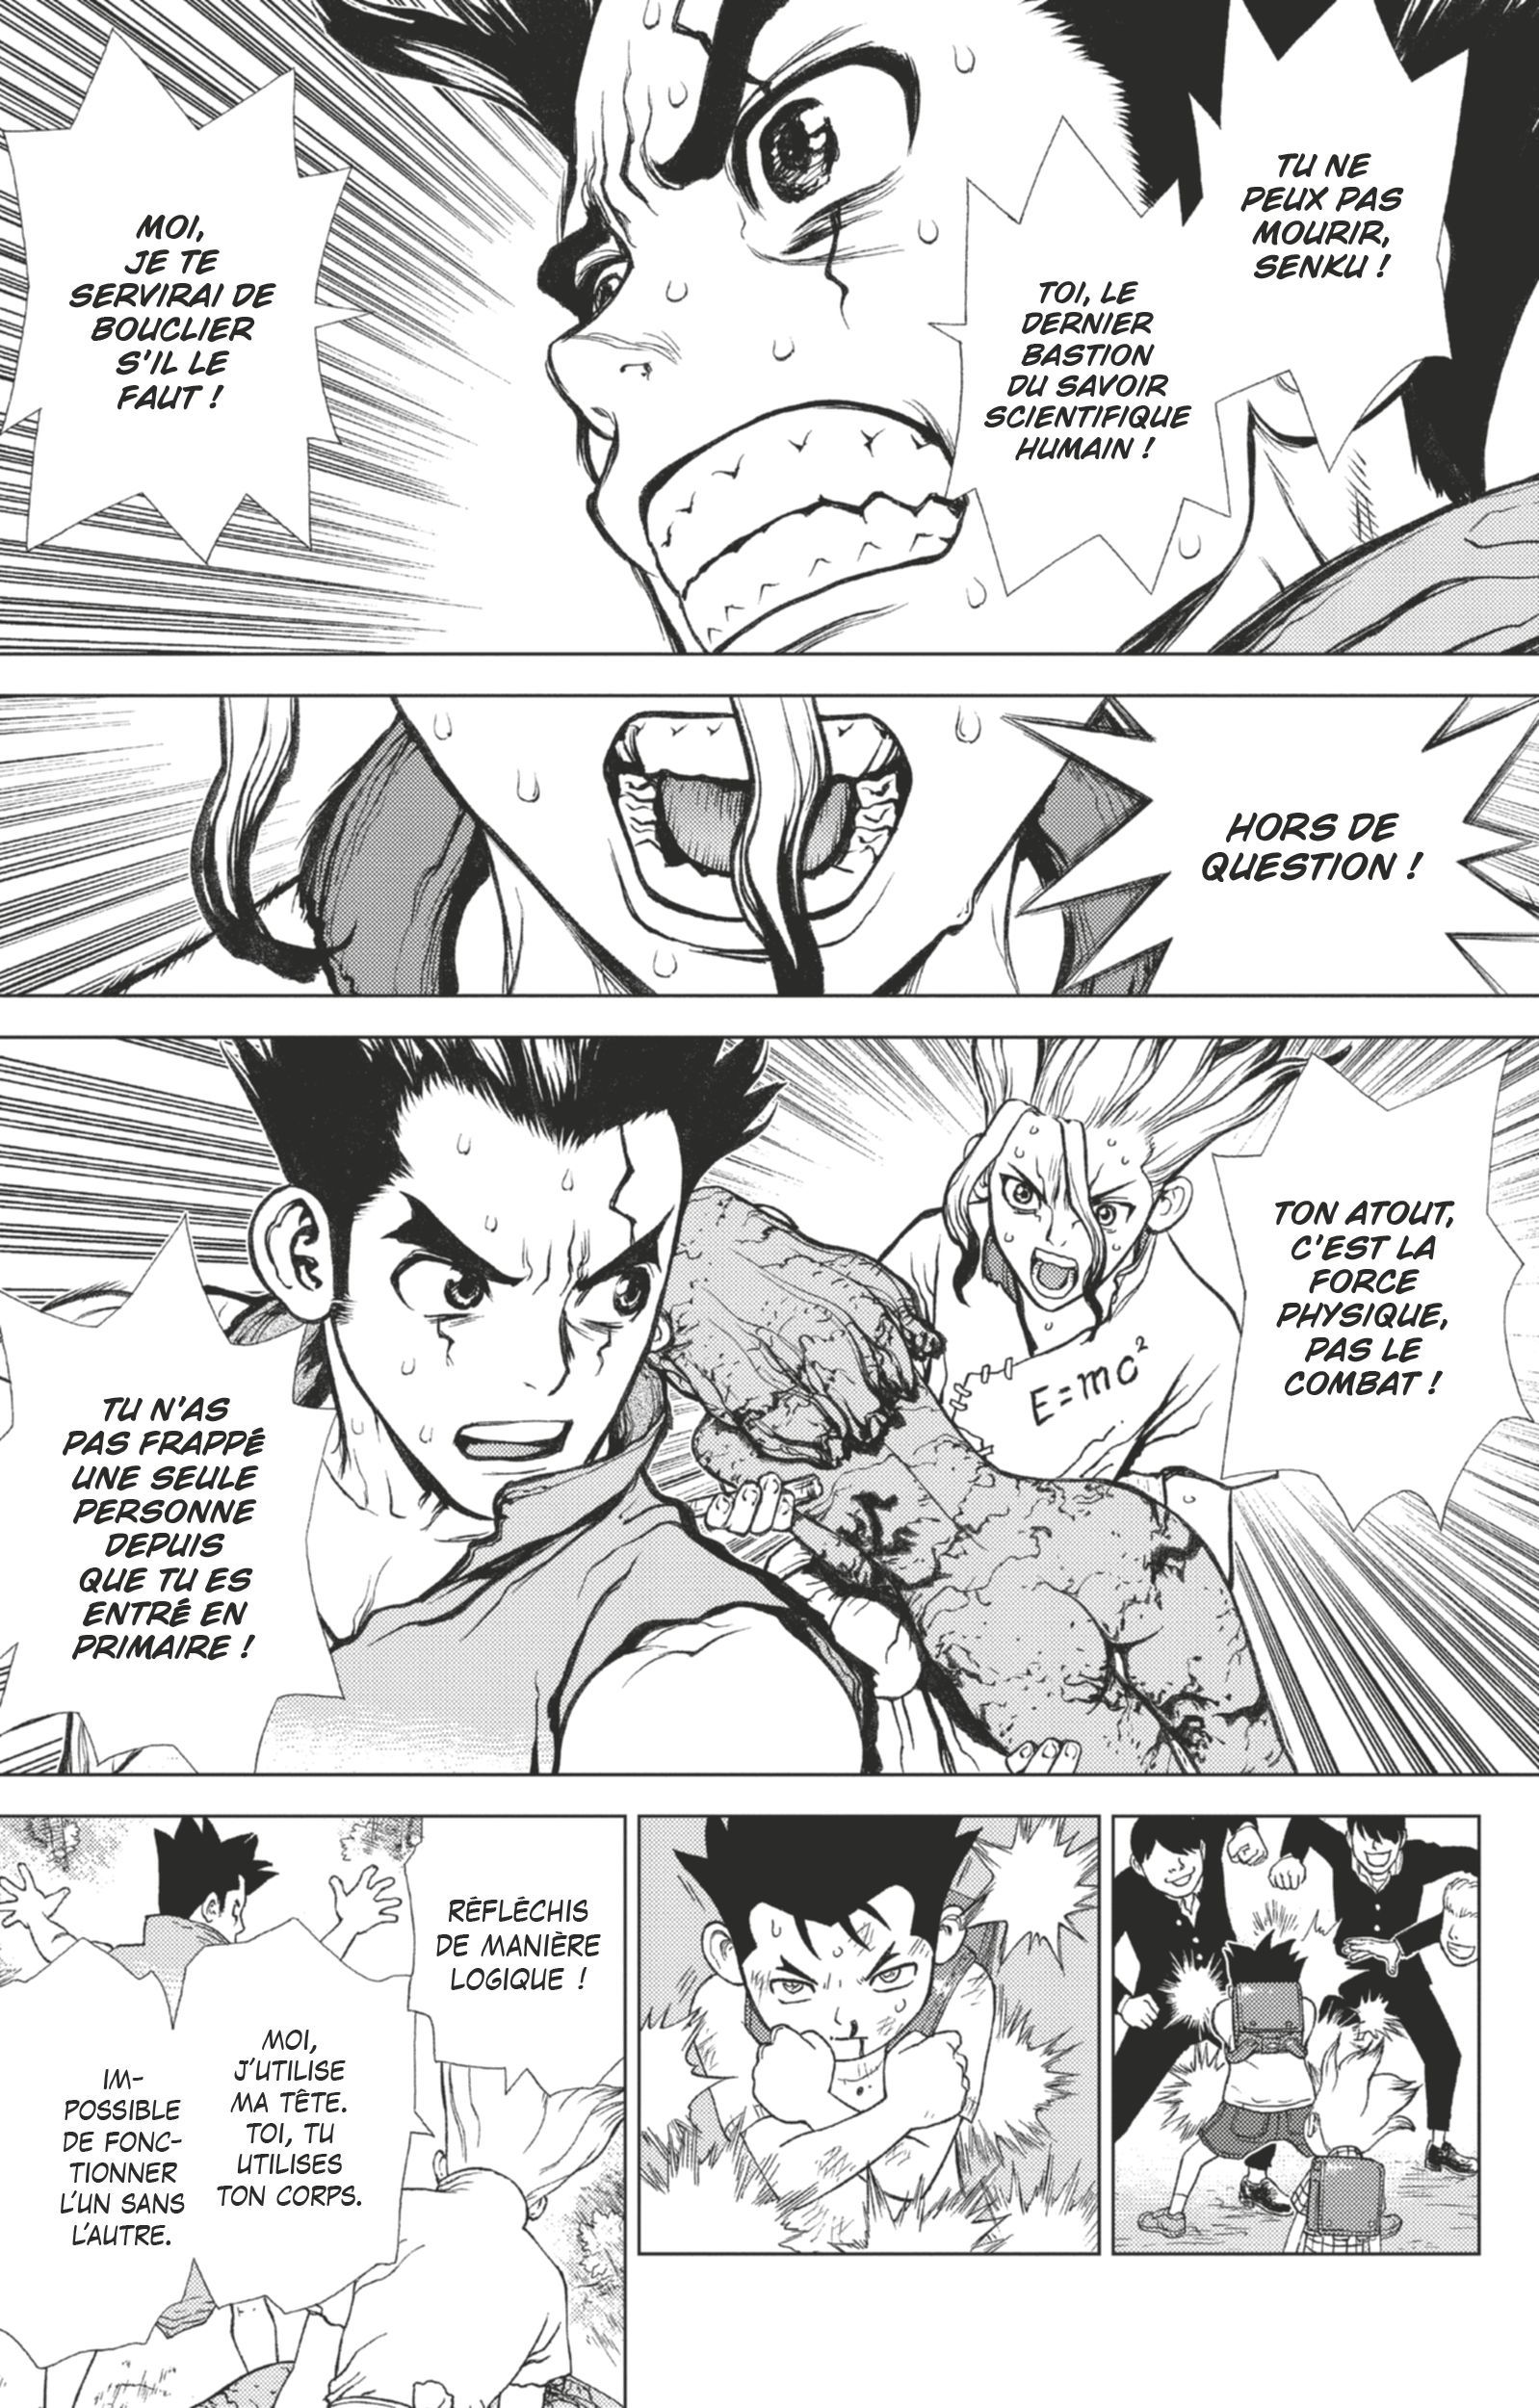 TU NE
PEUX PAS
MOURIR,
SENKU !
TOI, LE
DERNIER
BASTION
DU SAVOIR
SCIENTIFIQUE
HUMAIN !
MOI,
JE TE
SERVIRAI DE
BOUCLIER
S'IL LE
FAUT !
HORS DE
QUESTION !
TON ATOUT,
C'EST LA
FORCE
PHYSIQUE,
PAS LE
COMBAT !
E=mc²
TU N'AS
PAS FRAPPÉ
UNE SEULE
PERSONNE
DEPUIS
QUE TU ES
ENTRÉ EN
PRIMAIRE !
RÉFLÉCHIS
DE MANIÈRE
LOGIQUE !
MOI,
J'UTILISE
MA TÊTE.
TOI, TU
UTILISES
TON CORPS.
IM-
POSSIBLE
DE FONC-
TIONNER
L'UN SANS
L'AUTRE.